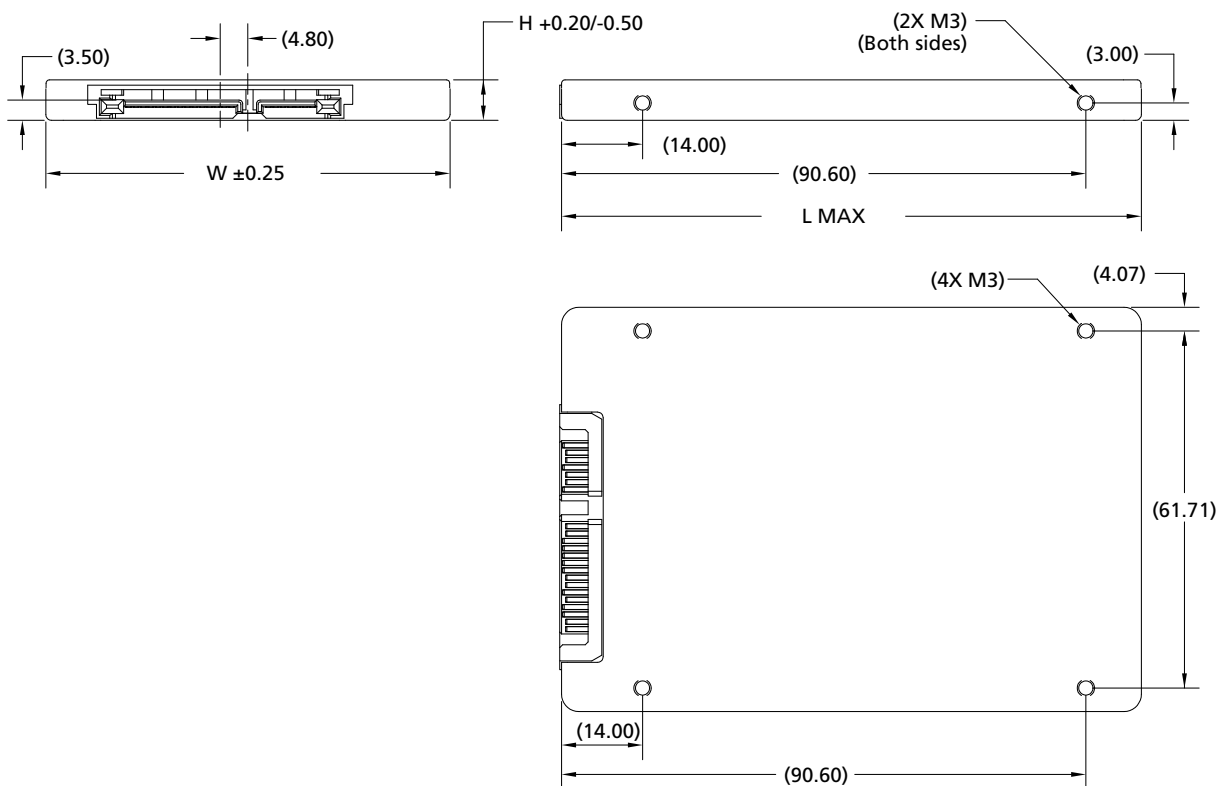 H +0.20/-0.50
(4.80)
(3.50)
W ±0.25
(2X M3)
(Both sides)
(3.00)
(14.00)
(90.60)
L MAX
(4X M3)
(4.07)
(61.71)
(14.00)
(90.60)